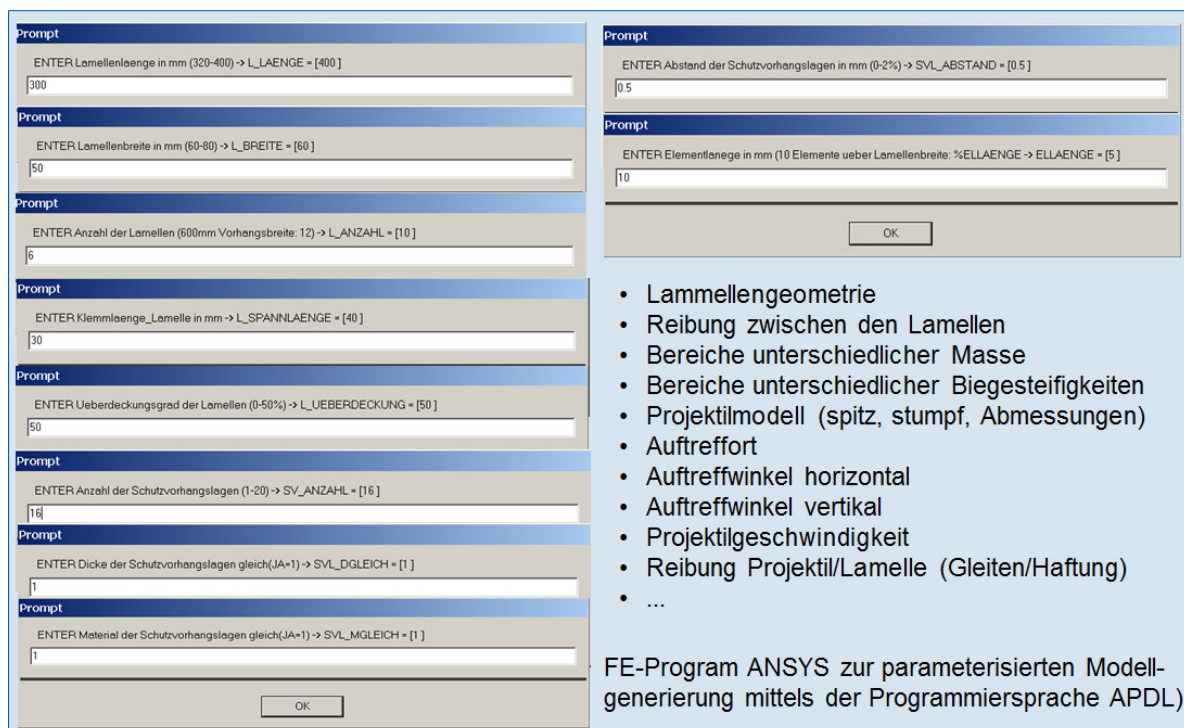 Prompt
ENTER Lamellenlaenge in mm (320-400) -> L_LAENGE = [400 ]
300
Prompt
ENTER Lamellenbreite in mm (60-80) -> L_BREITE = [60 ]
50
Prompt
ENTER Anzahl der Lamellen (600mm Vorhangsbreite: 12) -> L_ANZAHL = [10 ]
6
Prompt
ENTER Klemmlaenge_Lamelle in mm -> L_SPANNLAENGE = [40 ]
30
Prompt
ENTER Ueberdeckungsgrad der Lamellen (0-50%) -> L_UEBERDECKUNG = [50 ]
50
Prompt
ENTER Anzahl der Schutzvorhangslagen (1-20) -> SV_ANZAHL = [16 ]
16
Prompt
ENTER Dicke der Schutzvorhangslagen gleich(JA=1) -> SVL_DGLEICH = [1 ]
1
Prompt
ENTER Material der Schutzvorhangslagen gleich(JA=1) -> SVL_MGLEICH = [1 ]
1
OK
Prompt
ENTER Abstand der Schutzvorhangslagen in mm (0-2%) -> SVL_ABSTAND = [0.5 ]
0.5
Prompt
ENTER Elementlanege in mm (10 Elemente ueber Lamellenbreite: %ELLAENGE -> ELLAENGE = [5 ]
10
OK
• Lammellengeometrie
• Reibung zwischen den Lamellen
• Bereiche unterschiedlicher Masse
• Bereiche unterschiedlicher Biegesteifigkeiten
• Projektilmodell (spitz, stumpf, Abmessungen)
• Auftreffort
• Auftreffwinkel horizontal
• Auftreffwinkel vertikal
• Projektilgeschwindigkeit
• Reibung Projektil/Lamelle (Gleiten/Haftung)
• ...
FE-Program ANSYS zur parameterisierten Modell-
generierung mittels der Programmiersprache APDL)